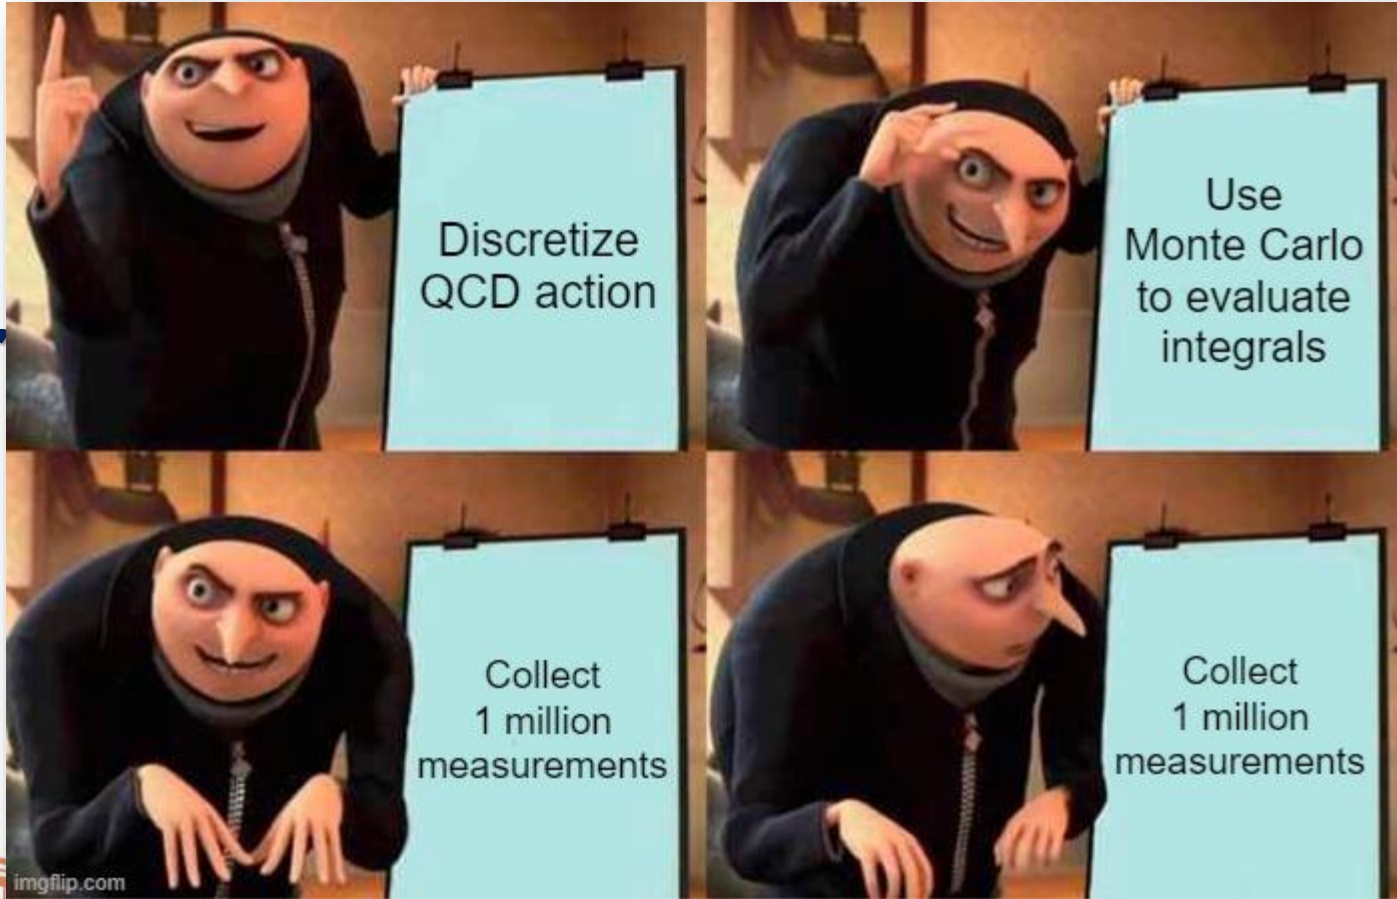 Discretize
QCD action
Use
Monte Carlo
to evaluate
integrals
Collect
1 million
measurements
Collect
1 million
measurements
imgflip.com